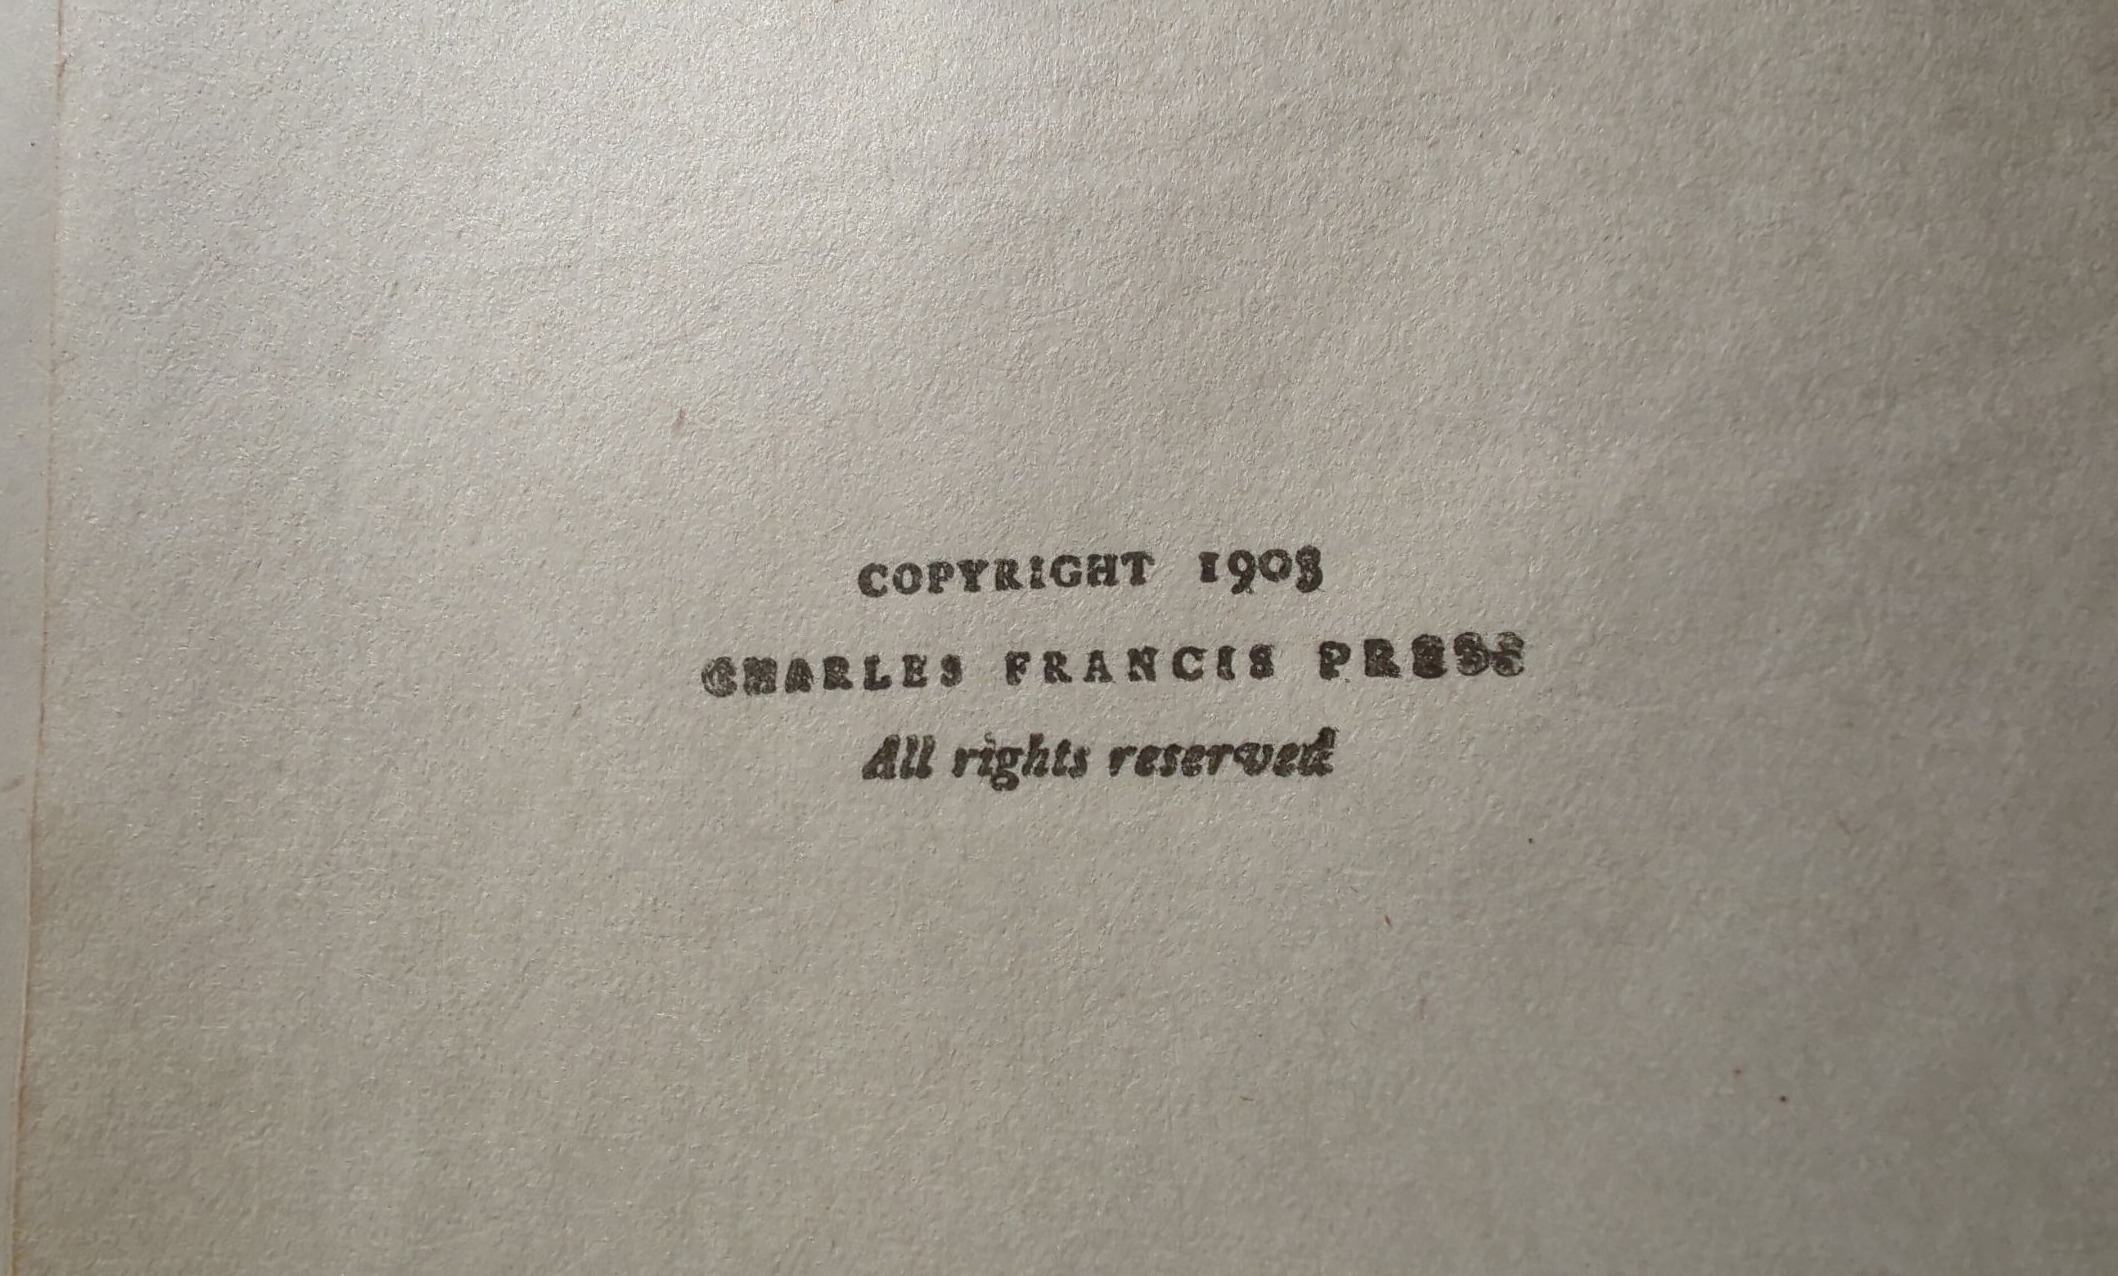 COPYRIGHT 1903
CHARLES FRANCIS PRESS
All rights reserved